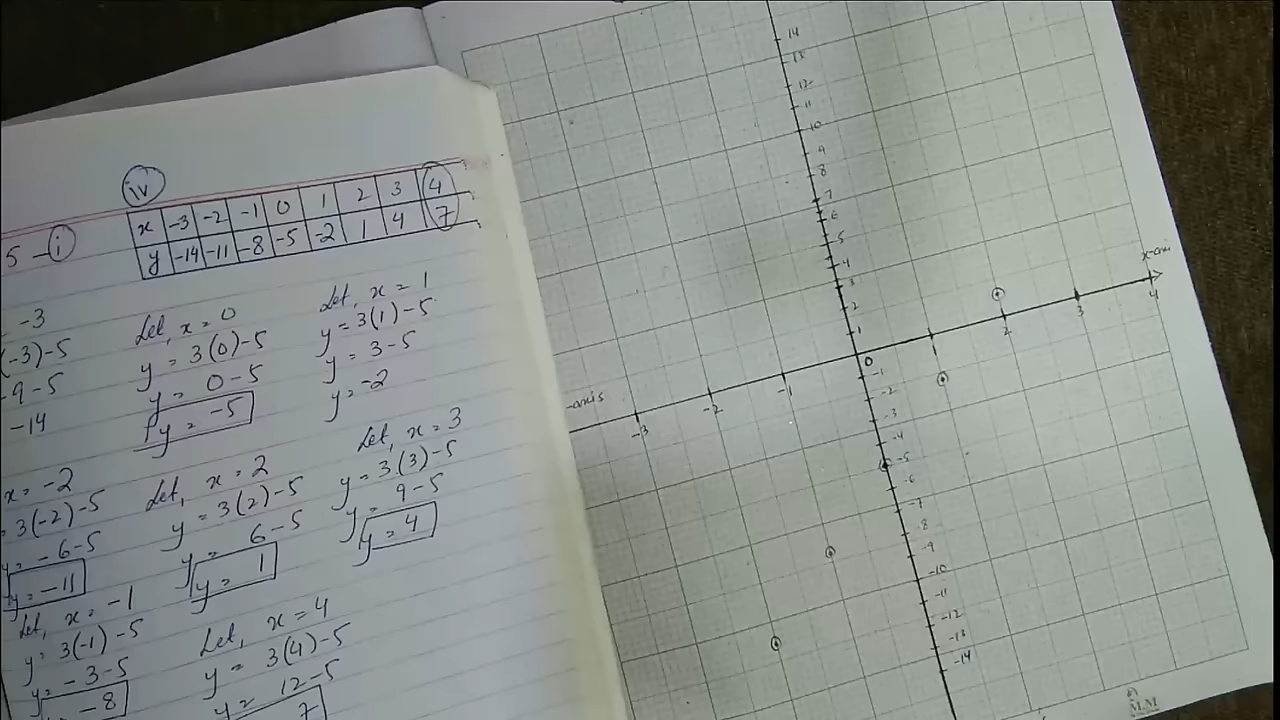 iv
x -3 -2 -1 0 1 2 3 4
y -14 -11 -8 -5 -2 1 4 7
5 - i
= -3
(-3)-5
-9-5
-14
x = -2
= 3(-2)-5
y = -6-5
y = -11
Let, x = -1
y = 3(-1)-5
y = -3-5
-8
Let, x = 0
y = 3(0)-5
y = 0-5
y = -5
Let, x = 2
y = 3(2)-5
y = 6-5
y = 1
Let, x = 4
y = 3(4)-5
y = 12-5
7
Let, x = 1
y = 3(1)-5
y = 3-5
y = -2
Let, x = 3
y = 3(3)-5
y = 9-5
y = 4
14
13
12
11
10
9
8
7
6
5
4
3
2
1
x-axis
-axis
-3 -2 -1 0 1 2 3 4
-1
-2
-3
-4
-5
-6
-7
-8
-9
-10
-11
-12
-13
-14
M.M